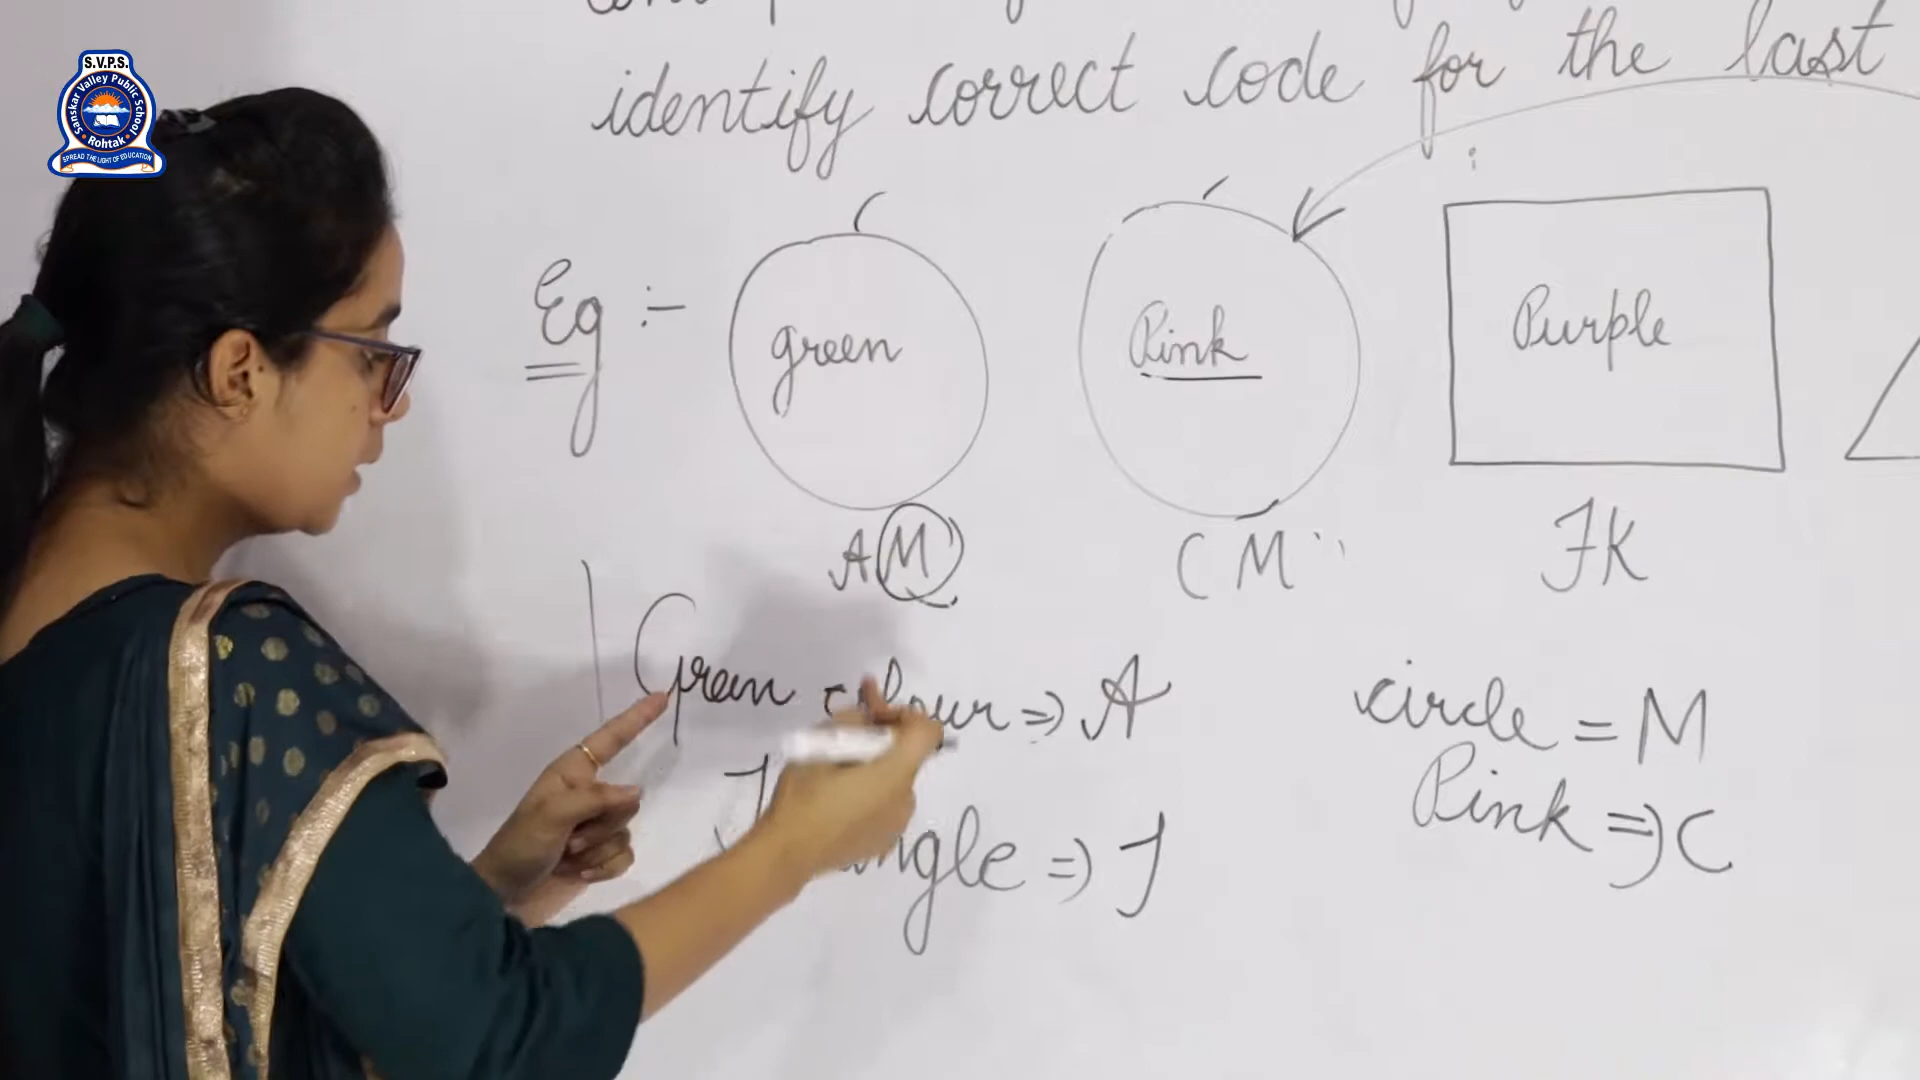 S.V.P.S.
Sanskar Valley Public School
Rohtak
SPREAD THE LIGHT OF EDUCATION
identify correct code for the last
Eg :-
green
Pink
Purple
AM
CM
JK
Green colour => A
circle = M
Pink => C
=> J